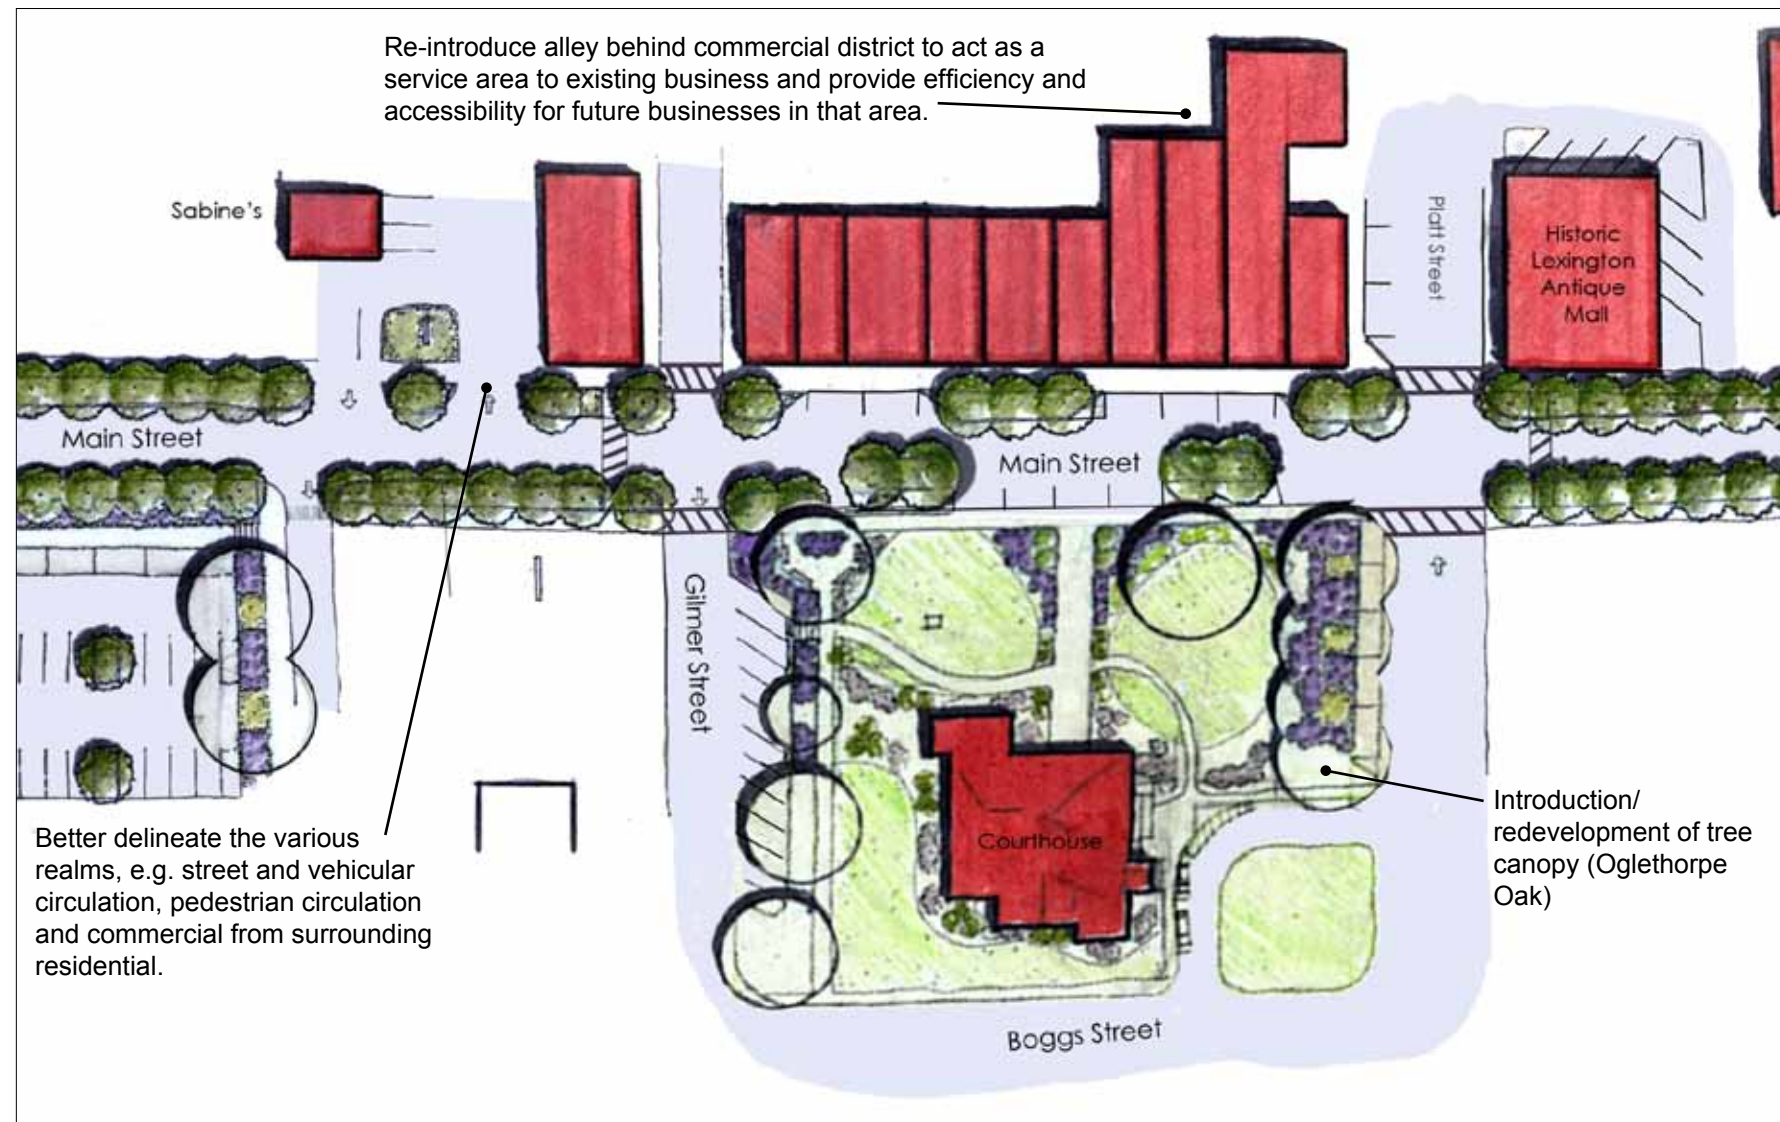 Re-introduce alley behind commercial district to act as a
service area to existing business and provide efficiency and
accessibility for future businesses in that area.
Sabine's
Platt Street
Historic
Lexington
Antique
Mall
Main Street
Main Street
Gilmer Street
Courthouse
Boggs Street
Better delineate the various
realms, e.g. street and vehicular
circulation, pedestrian circulation
and commercial from surrounding
residential.
Introduction/
redevelopment of tree
canopy (Oglethorpe
Oak)